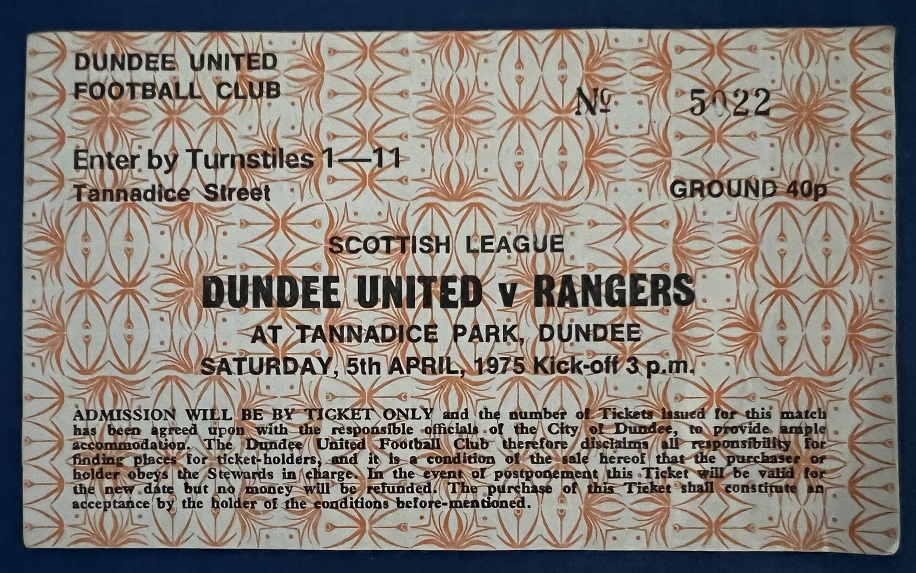 DUNDEE UNITED
FOOTBALL CLUB
Nº 5022
Enter by Turnstiles 1—11
Tannadice Street
GROUND 40p
SCOTTISH LEAGUE
DUNDEE UNITED v RANGERS
AT TANNADICE PARK, DUNDEE
SATURDAY, 5th APRIL, 1975 Kick-off 3 p.m.
ADMISSION WILL BE BY TICKET ONLY and the number of Tickets issued for this match
has been agreed upon with the responsible officials of the City of Dundee, to provide ample
accommodation. The Dundee United Football Club therefore disclaims all responsibility for
finding places for ticket-holders, and it is a condition of the sale hereof that the purchaser or
holder obeys the Stewards in charge. In the event of postponement this Ticket will be valid for
the new date but no money will be refunded. The purchase of this Ticket shall constitute an
acceptance by the holder of the conditions before-mentioned.